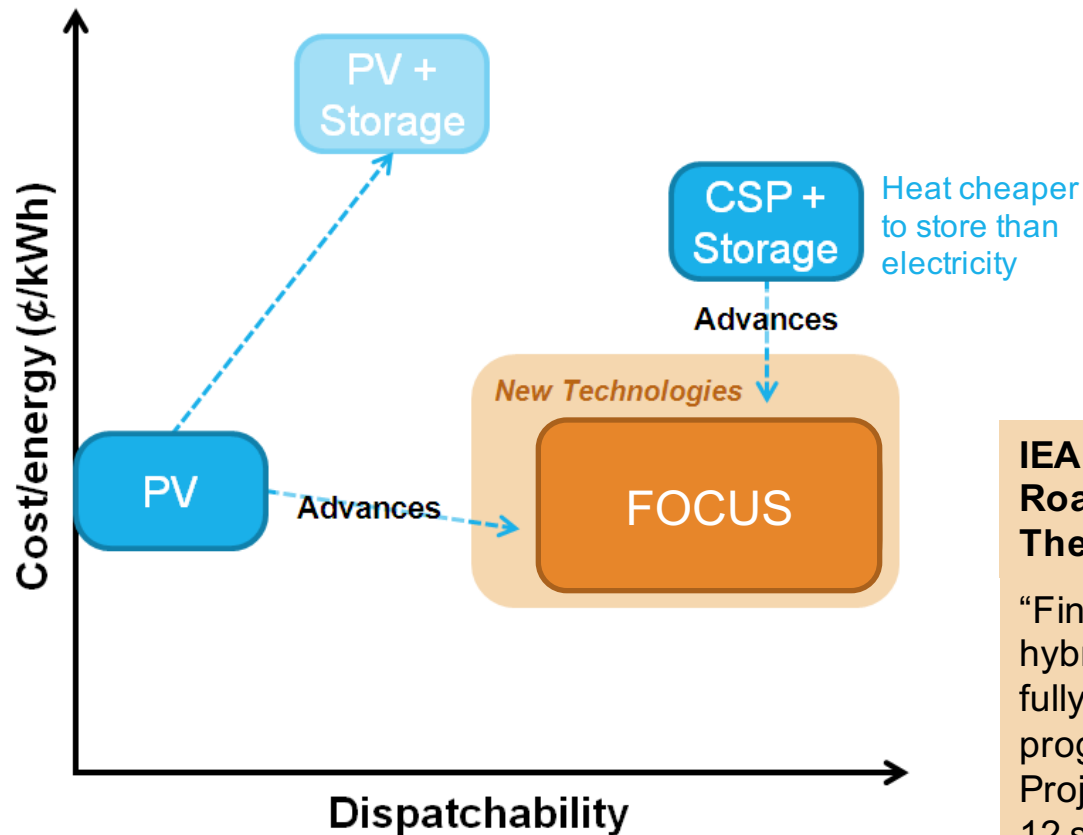 PV +
Storage
CSP +
Storage
Heat cheaper
to store than
electricity
Advances
New Technologies
PV
Advances
FOCUS
Cost/energy (¢/kWh)
Dispatchability
IEA
Roa
The
“Fin
hybr
fully
prog
Proj